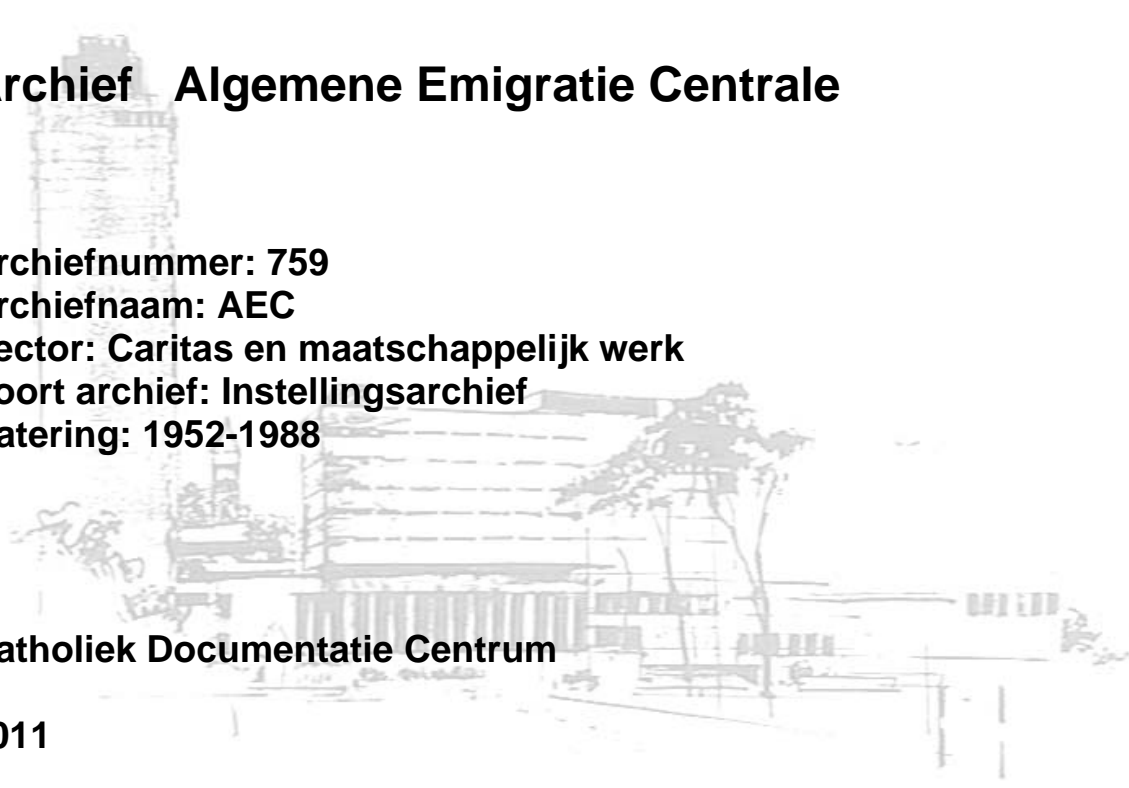 rchief Algemene Emigratie Centrale
rchiefnummer: 759
rchiefnaam: AEC
ector: Caritas en maatschappelijk werk
oort archief: Instellingsarchief
atering: 1952-1988
atholiek Documentatie Centrum
011